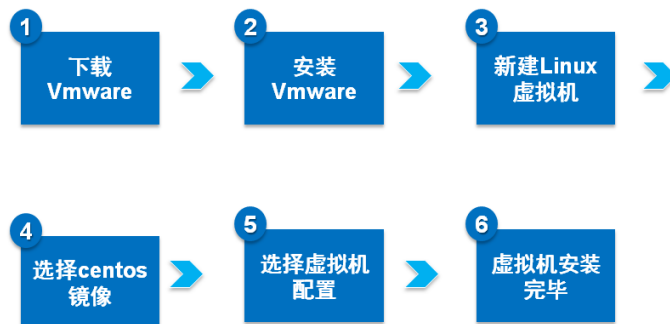 1
下载
Vmware
2
安装
Vmware
3
新建Linux
虚拟机
4
选择centos
镜像
5
选择虚拟机
配置
6
虚拟机安装
完毕